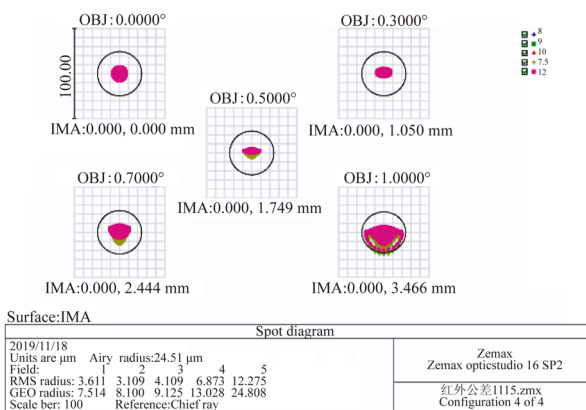 OBJ:0.0000°
OBJ:0.3000°
8
9
10
7.5
12
100.00
IMA:0.000, 0.000 mm
IMA:0.000, 1.050 mm
OBJ:0.5000°
IMA:0.000, 1.749 mm
OBJ:0.7000°
OBJ:1.0000°
IMA:0.000, 2.444 mm
IMA:0.000, 3.466 mm
Surface:IMA
Spot diagram
2019/11/18
Units are μm Airy radius:24.51 μm
Field: 1 2 3 4 5
RMS radius: 3.611 3.109 4.109 6.873 12.275
GEO radius: 7.514 8.100 9.125 13.028 24.808
Scale ber: 100 Reference:Chief ray
Zemax
Zemax opticstudio 16 SP2
红外公差1115.zmx
Configuration 4 of 4